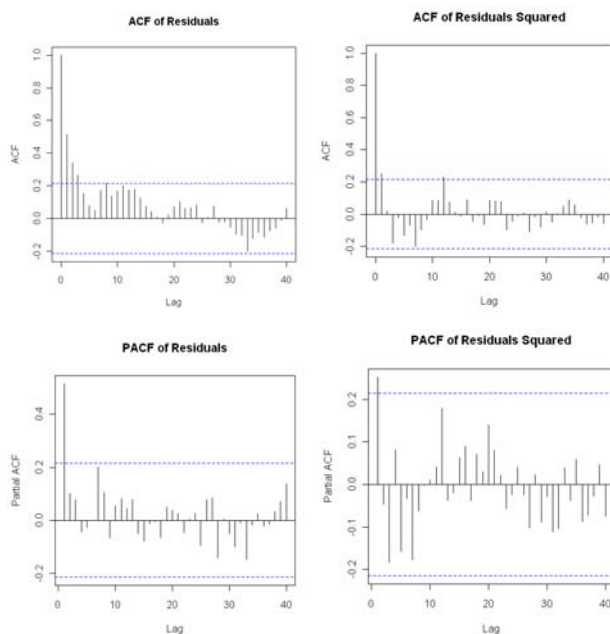 ACF of Residuals
ACF
1.0
0.8
0.6
0.4
0.2
0.0
-0.2
0 10 20 30 40
Lag
ACF of Residuals Squared
ACF
1.0
0.8
0.6
0.4
0.2
0.0
-0.2
0 10 20 30 40
Lag
PACF of Residuals
Partial ACF
0.4
0.2
0.0
-0.2
0 10 20 30 40
Lag
PACF of Residuals Squared
Partial ACF
0.2
0.1
0.0
-0.1
-0.2
0 10 20 30 40
Lag